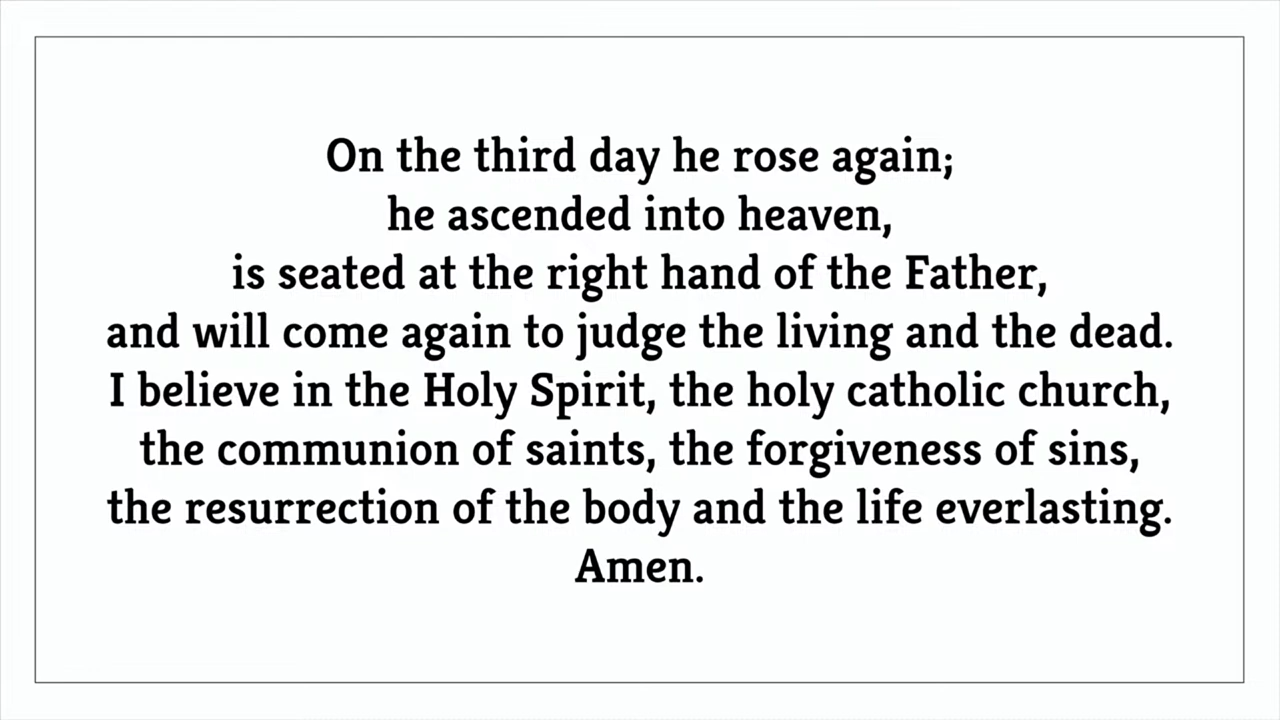 On the third day he rose again;
he ascended into heaven,
is seated at the right hand of the Father,
and will come again to judge the living and the dead.
I believe in the Holy Spirit, the holy catholic church,
the communion of saints, the forgiveness of sins,
the resurrection of the body and the life everlasting.
Amen.